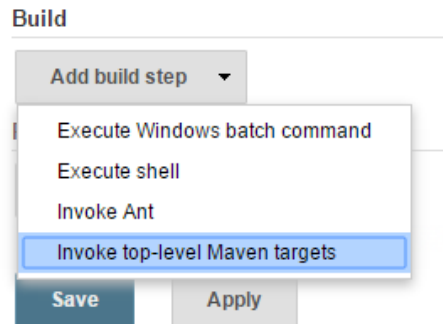 Build
Add build step
Execute Windows batch command
Execute shell
Invoke Ant
Invoke top-level Maven targets
Save Apply